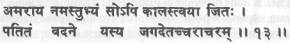 अमराय नमस्तुभ्यं सोऽपि कालस्त्वया जितः ।
पतितं वदने यस्य जगदेतच्चराचरम् ॥ १३ ॥